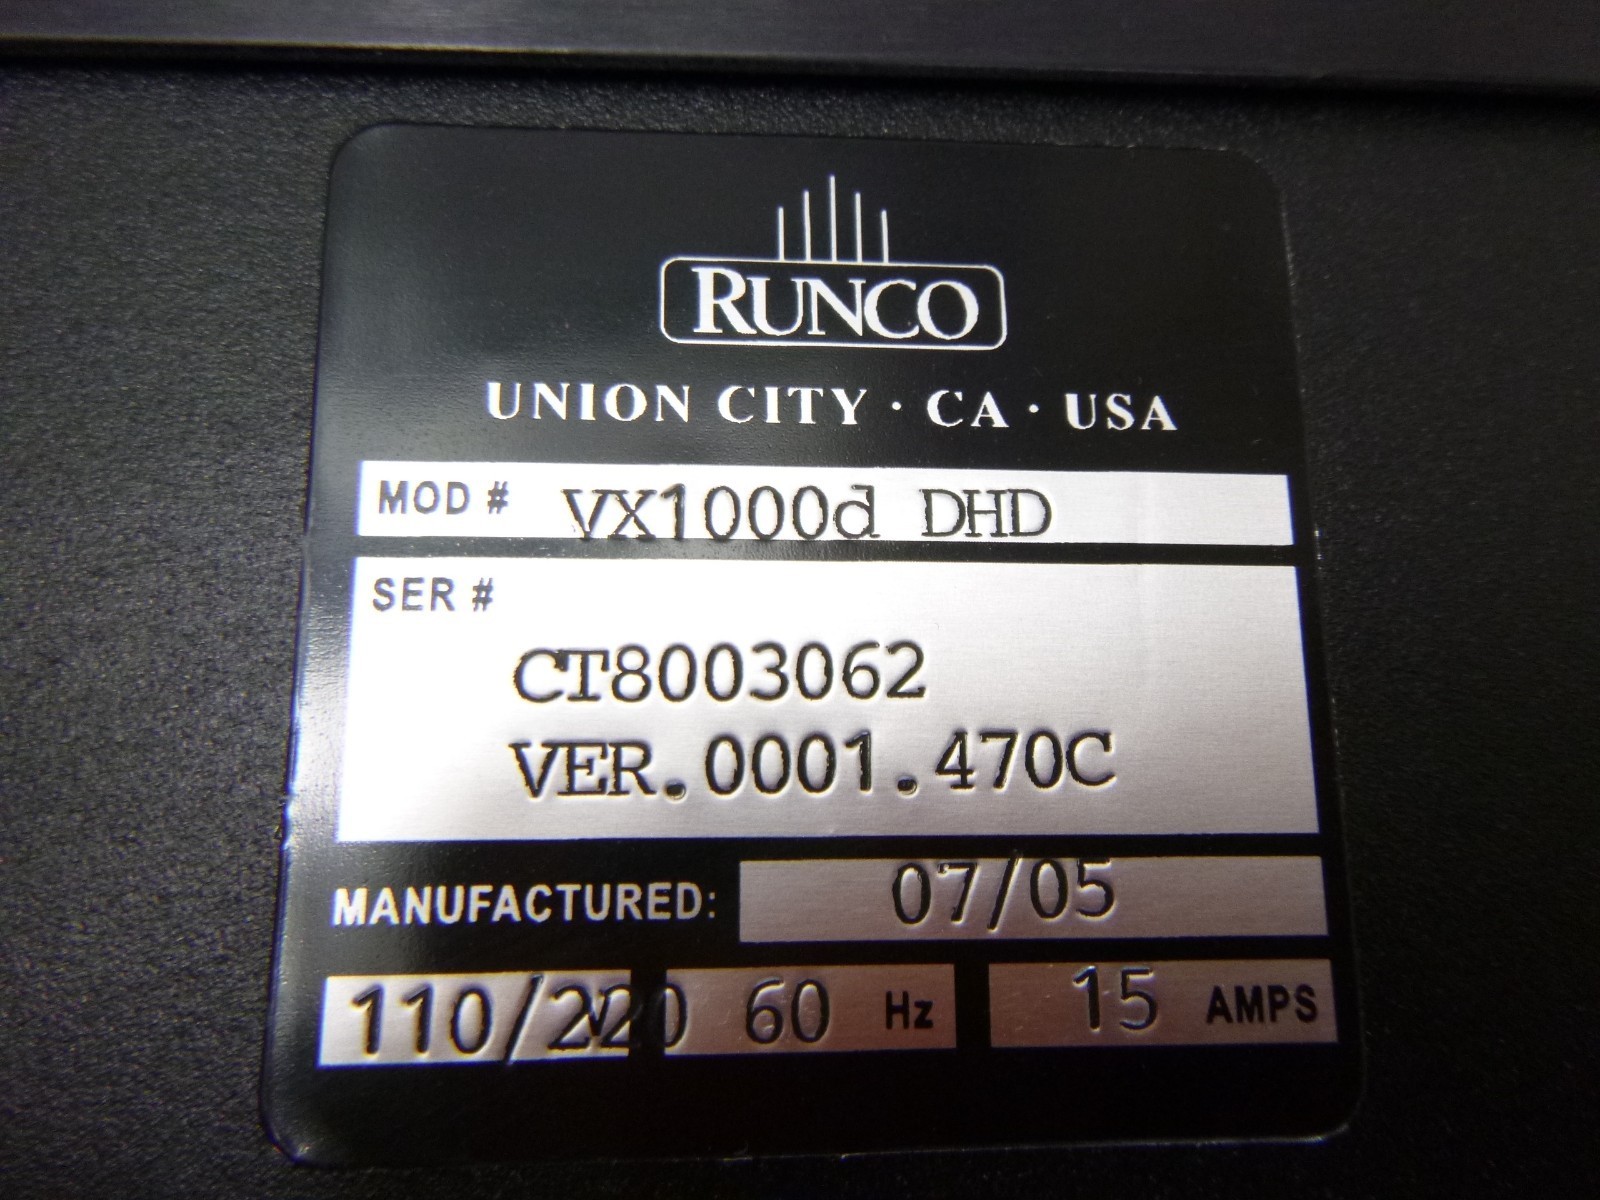 RUNCO
UNION CITY · CA · USA
MOD # VX1000d DHD
SER #
CT8003062
VER.0001.470C
MANUFACTURED: 07/05
110/220 V 60 Hz 15 AMPS